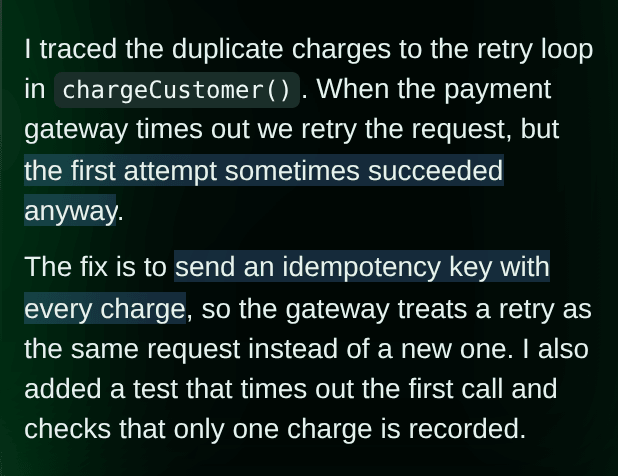 I traced the duplicate charges to the retry loop
in chargeCustomer(). When the payment
gateway times out we retry the request, but
the first attempt sometimes succeeded
anyway.
The fix is to send an idempotency key with
every charge, so the gateway treats a retry as
the same request instead of a new one. I also
added a test that times out the first call and
checks that only one charge is recorded.